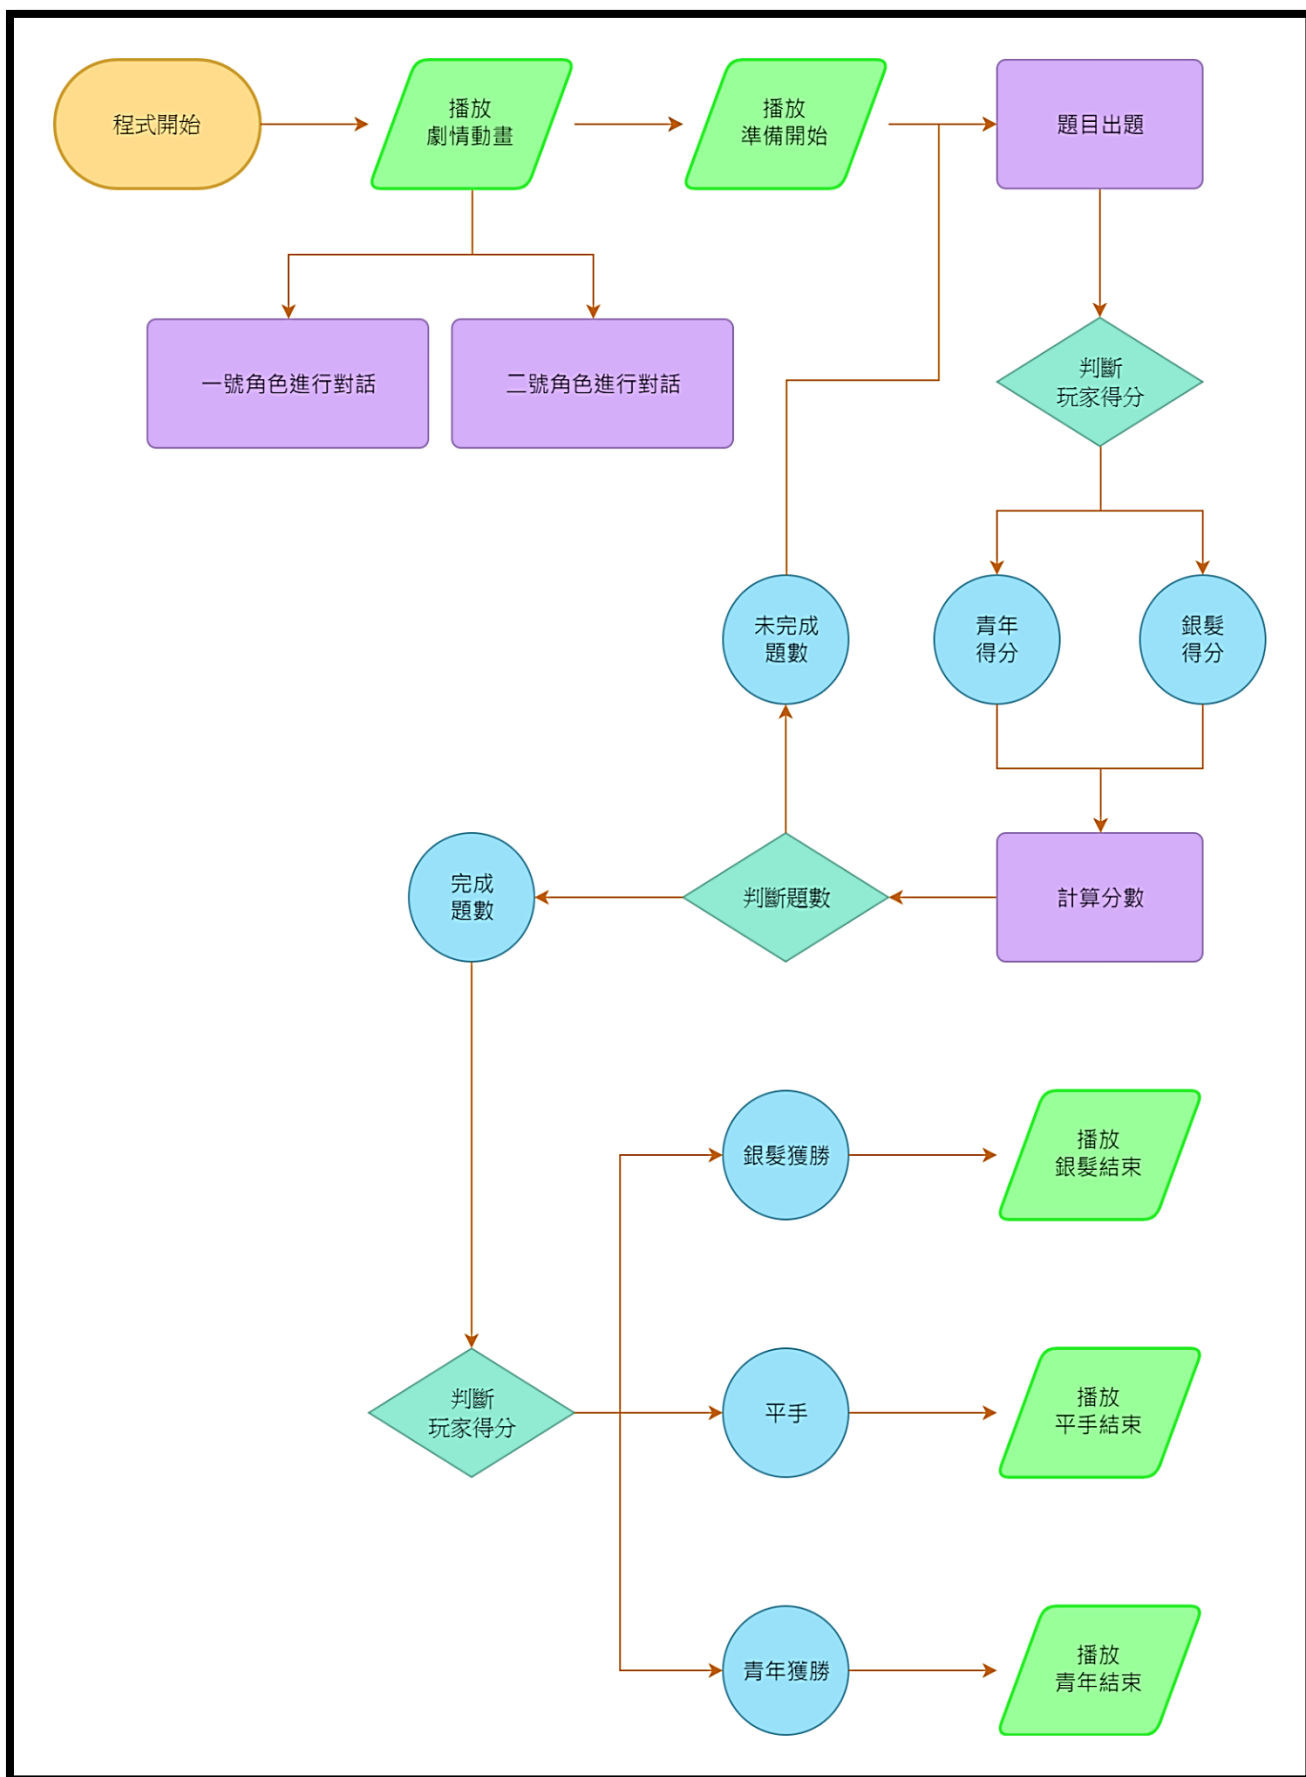 程式開始
播放
劇情動畫
播放
準備開始
題目出題
一號角色進行對話
二號角色進行對話
判斷
玩家得分
未完成
題數
青年
得分
銀髮
得分
完成
題數
判斷題數
計算分數
銀髮獲勝
播放
銀髮結束
判斷
玩家得分
平手
播放
平手結束
青年獲勝
播放
青年結束